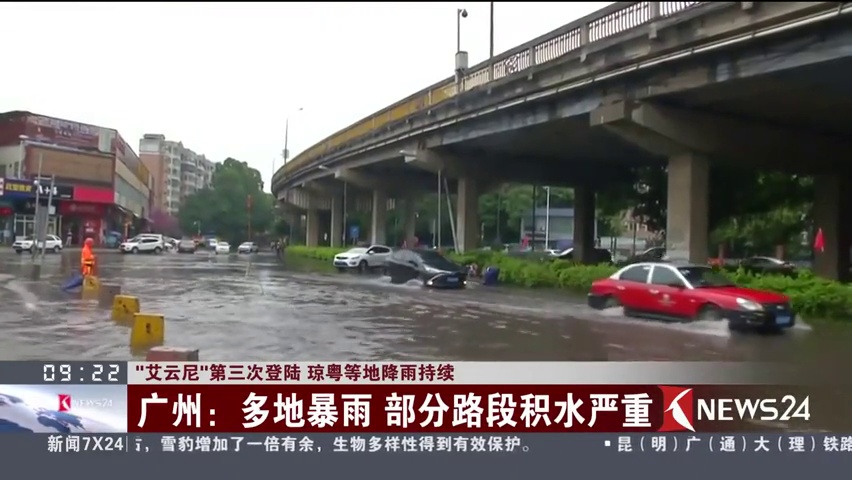 09:22
"艾云尼"第三次登陆 琼粤等地降雨持续
K
广州：多地暴雨 部分路段积水严重
NEWS24
新闻7X24
，雪豹增加了一倍有余，生物多样性得到有效保护。
昆（明）广（通）大（理）铁路